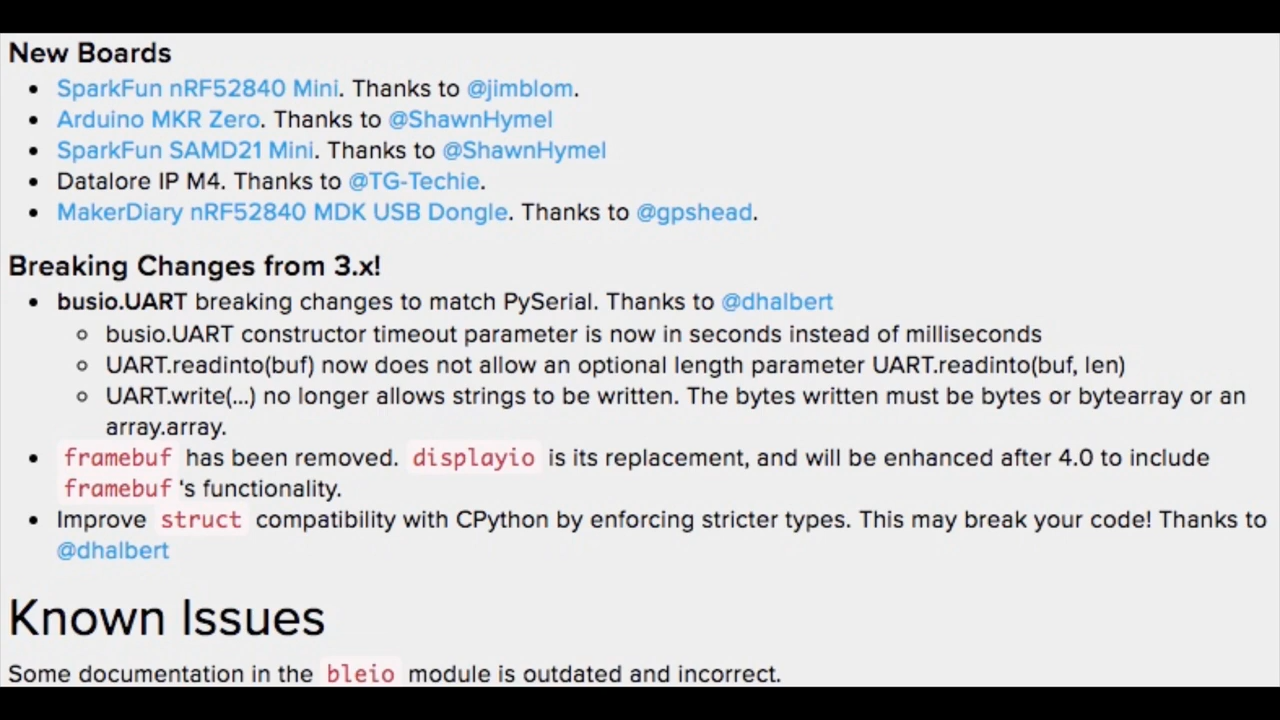 New Boards
• SparkFun nRF52840 Mini. Thanks to @jimblom.
• Arduino MKR Zero. Thanks to @ShawnHymel
• SparkFun SAMD21 Mini. Thanks to @ShawnHymel
• Datalore IP M4. Thanks to @TG-Techie.
• MakerDiary nRF52840 MDK USB Dongle. Thanks to @gpshead.
Breaking Changes from 3.x!
• busio.UART breaking changes to match PySerial. Thanks to @dhalbert
◦ busio.UART constructor timeout parameter is now in seconds instead of milliseconds
◦ UART.readinto(buf) now does not allow an optional length parameter UART.readinto(buf, len)
◦ UART.write(...) no longer allows strings to be written. The bytes written must be bytes or bytearray or an
array.array.
• framebuf has been removed. displayio is its replacement, and will be enhanced after 4.0 to include
framebuf 's functionality.
• Improve struct compatibility with CPython by enforcing stricter types. This may break your code! Thanks to
@dhalbert
Known Issues
Some documentation in the bleio module is outdated and incorrect.